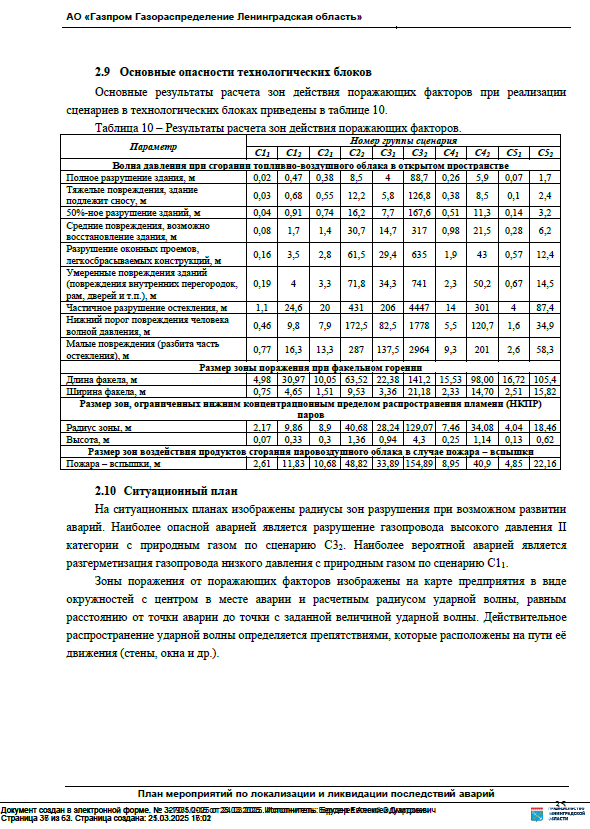 АО «Газпром Газораспределение Ленинградская область»
2.9 Основные опасности технологических блоков
Основные результаты расчета зон действия поражающих факторов при реализации
сценариев в технологических блоках приведены в таблице 10.
Таблица 10 – Результаты расчета зон действия поражающих факторов.
Параметр Номер группы сценария
С1₁ С1₂ С2₁ С2₂ С3₁ С3₂ С4₁ С4₂ С5₁ С5₂
Волна давления при сгорании топливно-воздушного облака в открытом пространстве
Полное разрушение здания, м 0,02 0,47 0,38 8,5 4 88,7 0,26 5,9 0,07 1,7
Тяжелые повреждения, здание
подлежит сносу, м 0,03 0,68 0,55 12,2 5,8 126,8 0,38 8,5 0,1 2,4
50%-ное разрушение зданий, м 0,04 0,91 0,74 16,2 7,7 167,6 0,51 11,3 0,14 3,2
Средние повреждения, возможно
восстановление здания, м 0,08 1,7 1,4 30,7 14,7 317 0,98 21,5 0,28 6,2
Разрушение оконных проемов,
легкосбрасываемых конструкций, м 0,16 3,5 2,8 61,5 29,4 635 1,9 43 0,57 12,4
Умеренные повреждения зданий
(повреждения внутренних перегородок,
рам, дверей и т.п.), м 0,19 4 3,3 71,8 34,3 741 2,3 50,2 0,67 14,5
Частичное разрушение остекления, м 1,1 24,6 20 431 206 4447 14 301 4 87,4
Нижний порог повреждения человека
волной давления, м 0,46 9,8 7,9 172,5 82,5 1778 5,5 120,7 1,6 34,9
Малые повреждения (разбита часть
остекления), м 0,77 16,3 13,3 287 137,5 2964 9,3 201 2,6 58,3
Размер зоны поражения при факельном горении
Длина факела, м 4,98 30,97 10,05 63,52 22,38 141,2 15,53 98,00 16,72 105,4
Ширина факела, м 0,75 4,65 1,51 9,53 3,36 21,18 2,33 14,70 2,51 15,82
Размер зон, ограниченных нижним концентрационным пределом распространения пламени (НКПР)
паров
Радиус зоны, м 2,17 9,86 8,9 40,68 28,24 129,07 7,46 34,08 4,04 18,46
Высота, м 0,07 0,33 0,3 1,36 0,94 4,3 0,25 1,14 0,13 0,62
Размер зон воздействия продуктов сгорания паровоздушного облака в случае пожара – вспышки
Пожара – вспышки, м 2,61 11,83 10,68 48,82 33,89 154,89 8,95 40,9 4,85 22,16
2.10 Ситуационный план
На ситуационных планах изображены радиусы зон разрушения при возможном развитии
аварий. Наиболее опасной аварией является разрушение газопровода высокого давления II
категории с природным газом по сценарию С3₂. Наиболее вероятной аварией является
разгерметизация газопровода низкого давления с природным газом по сценарию С1₁.
Зоны поражения от поражающих факторов изображены на карте предприятия в виде
окружностей с центром в месте аварии и расчетным радиусом ударной волны, равным
расстоянию от точки аварии до точки с заданной величиной ударной волны. Действительное
распространение ударной волны определяется препятствиями, которые расположены на пути её
движения (стены, окна и др.).
План мероприятий по локализации и ликвидации последствий аварий
35
Документ создан в электронной форме. №
Исполнитель:
Страница
из
Страница создана: